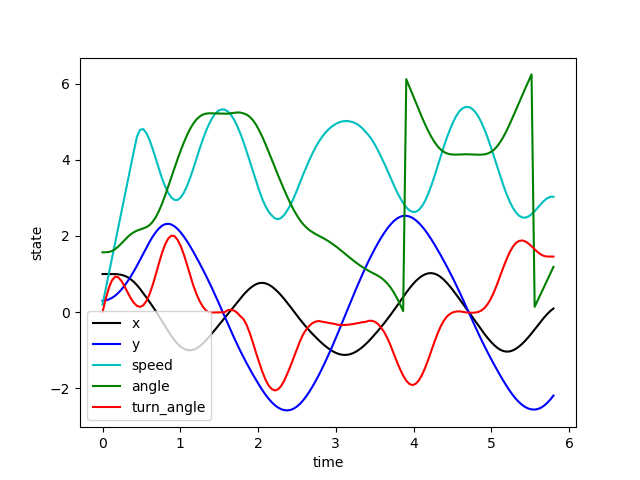 6
4
2
0
−2
state
x
y
speed
angle
turn_angle
0 1 2 3 4 5 6
time